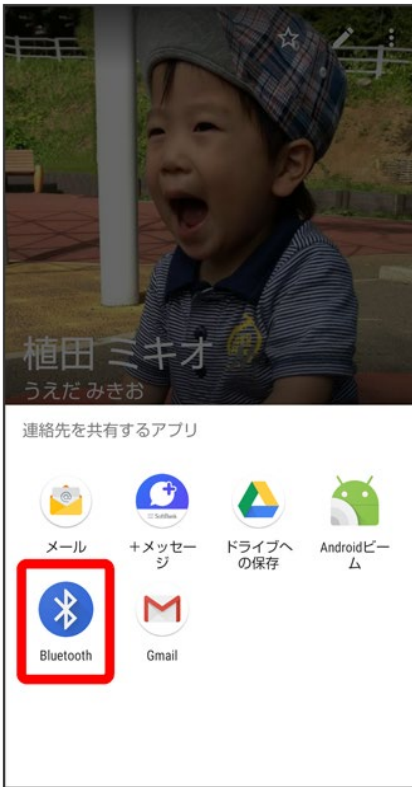 植田 ミキオ
うえだ みきお
連絡先を共有するアプリ
メール
+メッセー
ジ
ドライブへ
の保存
Androidビー
ム
SoftBank
Bluetooth
Gmail